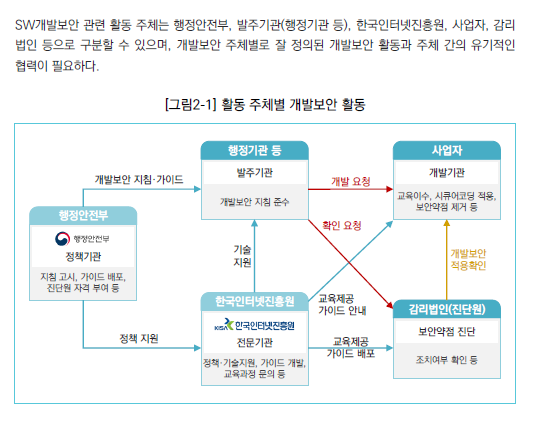 SW개발보안 관련 활동 주체는 행정안전부, 발주기관(행정기관 등), 한국인터넷진흥원, 사업자, 감리
법인 등으로 구분할 수 있으며, 개발보안 주체별로 잘 정의된 개발보안 활동과 주체 간의 유기적인
협력이 필요하다.
[그림2-1] 활동 주체별 개발보안 활동
행정기관 등
발주기관
개발보안 지침 준수
사업자
개발기관
교육이수, 시큐어코딩 적용,
보안약점 제거 등
개발보안 지침·가이드
개발 요청
확인 요청
행정안전부
행정안전부
정책기관
지침 고시, 가이드 배포,
진단원 자격 부여 등
기술
지원
개발보안
적용확인
한국인터넷진흥원
KISA 한국인터넷진흥원
전문기관
정책·기술지원, 가이드 개발,
교육과정 문의 등
교육제공
가이드 안내
감리법인(진단원)
보안약점 진단
조치여부 확인 등
정책 지원
교육제공
가이드 배포